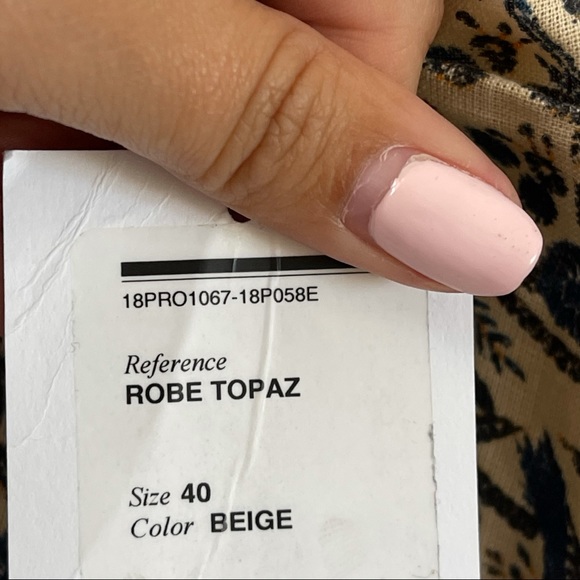 18PRO1067-18P058E
Reference
ROBE TOPAZ
Size 40
Color BEIGE